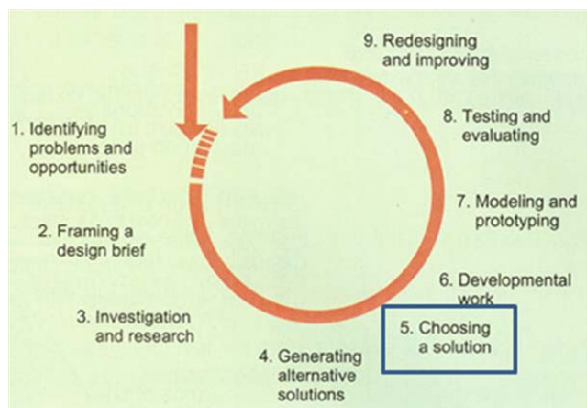 1. Identifying
problems and
opportunities
2. Framing a
design brief
3. Investigation
and research
4. Generating
alternative
solutions
5. Choosing
a solution
6. Developmental
work
7. Modeling and
prototyping
8. Testing and
evaluating
9. Redesigning
and improving